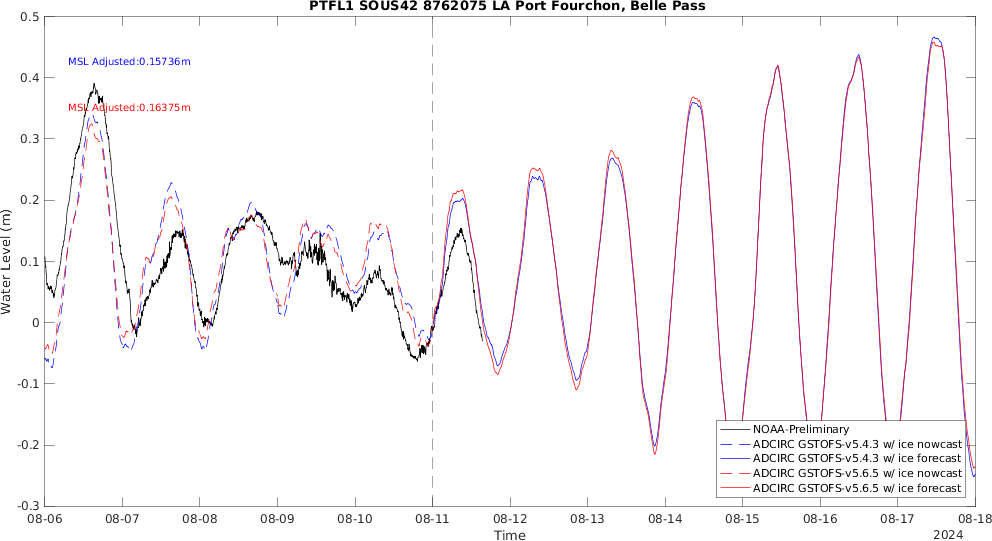 PTFL1 SOUS42 8762075 LA Port Fourchon, Belle Pass
0.5
0.4
0.3
0.2
0.1
0
-0.1
-0.2
-0.3
Water Level (m)
MSL Adjusted:0.15736m
MSL Adjusted:0.16375m
NOAA-Preliminary
ADCIRC GSTOFS-v5.4.3 w/ ice nowcast
ADCIRC GSTOFS-v5.4.3 w/ ice forecast
ADCIRC GSTOFS-v5.6.5 w/ ice nowcast
ADCIRC GSTOFS-v5.6.5 w/ ice forecast
08-06 08-07 08-08 08-09 08-10 08-11 08-12 08-13 08-14 08-15 08-16 08-17 08-18
Time
2024